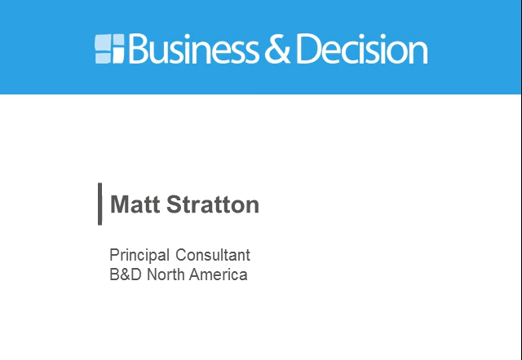 Business & Decision
Matt Stratton
Principal Consultant
B&D North America